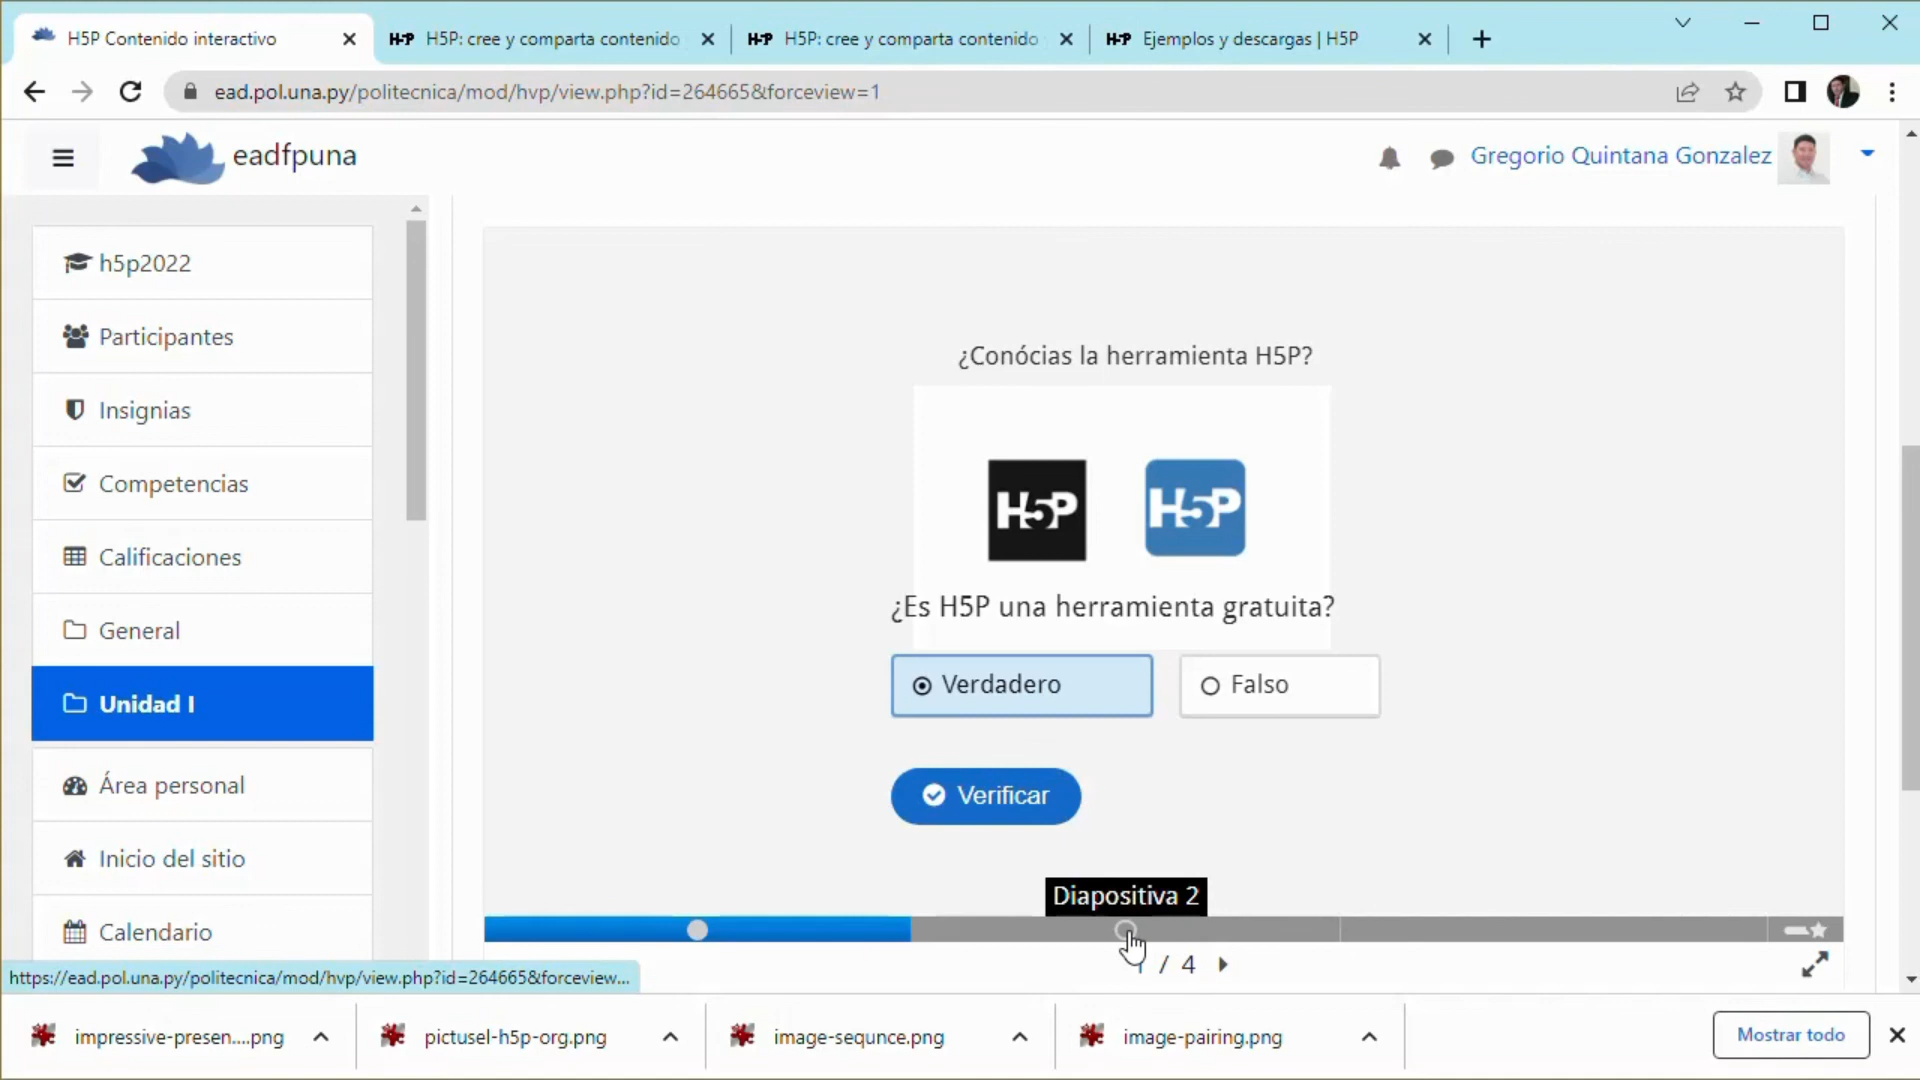 H5P Contenido interactivo
H5P: cree y comparta contenido
H5P: cree y comparta contenido
Ejemplos y descargas | H5P
ead.pol.una.py/politecnica/mod/hvp/view.php?id=264665&forceview=1
eadfpuna
Gregorio Quintana Gonzalez
h5p2022
Participantes
Insignias
Competencias
Calificaciones
General
Unidad I
Área personal
Inicio del sitio
Calendario
¿Conócias la herramienta H5P?
H5P H5P
¿Es H5P una herramienta gratuita?
Verdadero
Falso
Verificar
Diapositiva 2
/ 4
https://ead.pol.una.py/politecnica/mod/hvp/view.php?id=264665&forceview...
impressive-presen....png
pictusel-h5p-org.png
image-sequnce.png
image-pairing.png
Mostrar todo